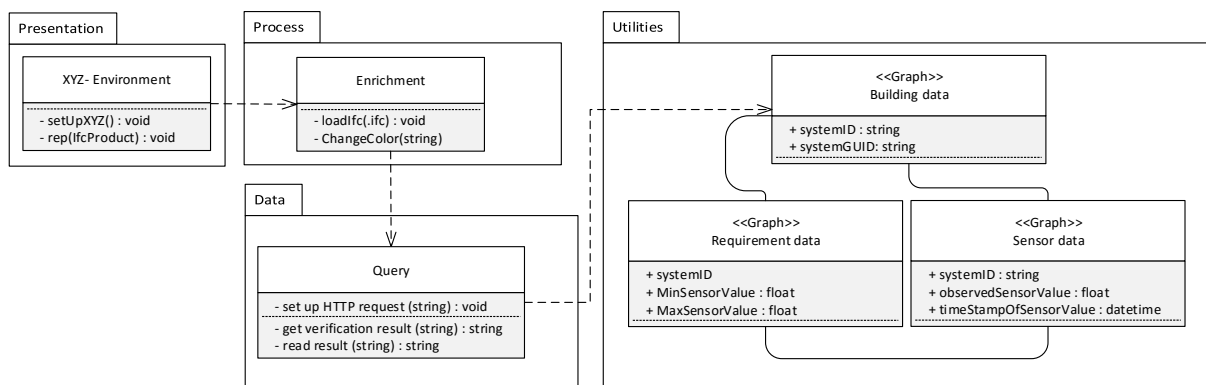 Presentation
XYZ- Environment
- setUpXYZ() : void
- rep(IfcProduct) : void
Process
Enrichment
- loadIfc(.ifc) : void
- ChangeColor(string)
Data
Query
- set up HTTP request (string) : void
- get verification result (string) : string
- read result (string) : string
Utilities
<<Graph>>
Building data
+ systemID : string
+ systemGUID: string
<<Graph>>
Requirement data
+ systemID
+ MinSensorValue : float
+ MaxSensorValue : float
<<Graph>>
Sensor data
+ systemID : string
+ observedSensorValue : float
+ timeStampOfSensorValue : datetime